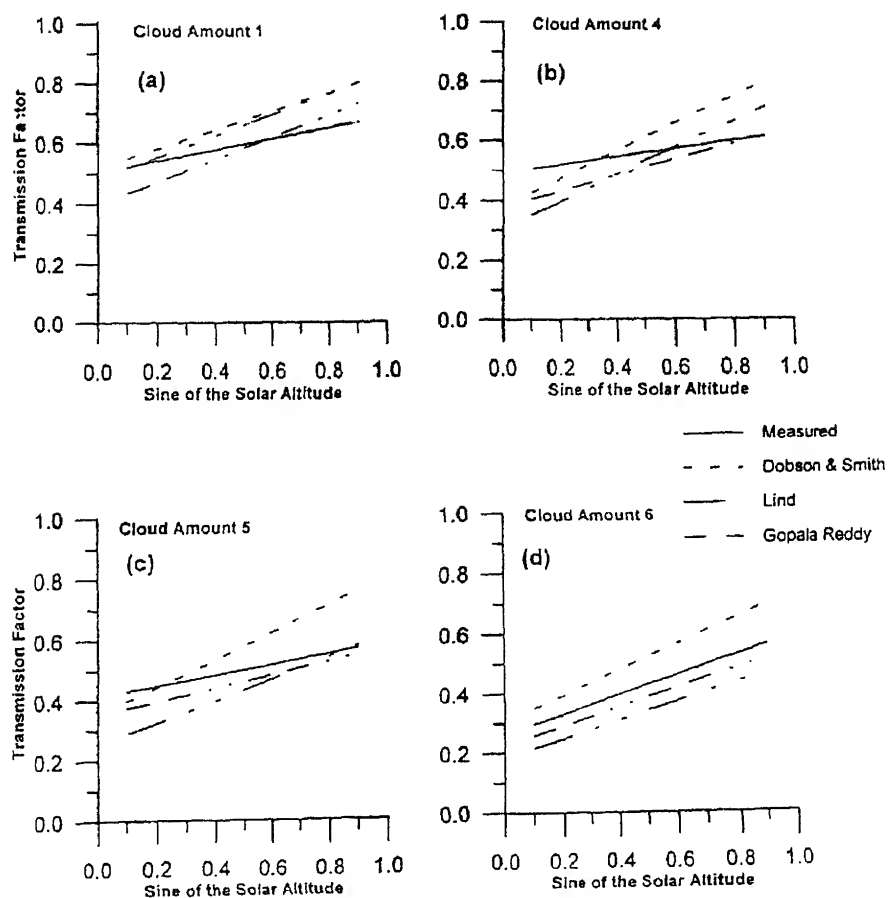 Cloud Amount 1
(a)
Transmission Factor
1.0
0.8
0.6
0.4
0.2
0.0
0.0 0.2 0.4 0.6 0.8 1.0
Sine of the Solar Altitude
Cloud Amount 4
(b)
1.0
0.8
0.6
0.4
0.2
0.0
0.0 0.2 0.4 0.6 0.8 1.0
Sine of the Solar Altitude
Measured
Dobson & Smith
Lind
Gopala Reddy
Cloud Amount 5
(c)
Transmission Factor
1.0
0.8
0.6
0.4
0.2
0.0
0.0 0.2 0.4 0.6 0.8 1.0
Sine of the Solar Altitude
Cloud Amount 6
(d)
1.0
0.8
0.6
0.4
0.2
0.0
0.0 0.2 0.4 0.6 0.8 1.0
Sine of the Solar Altitude